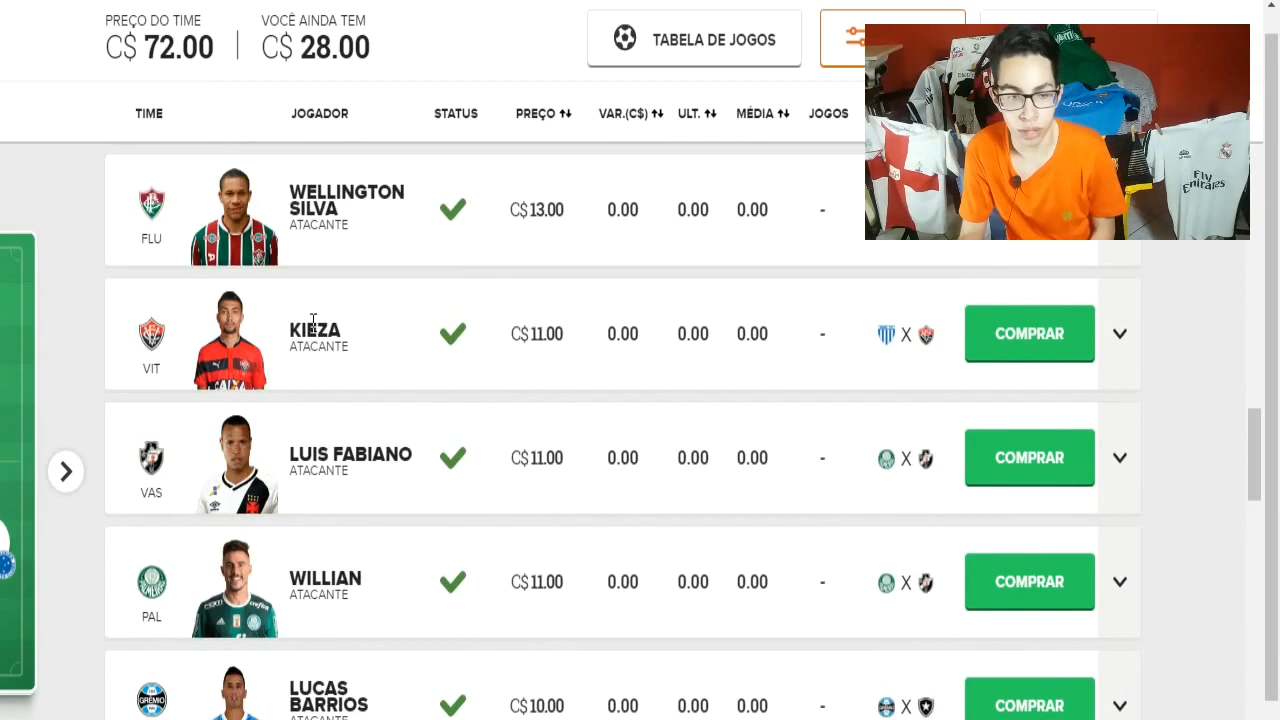 PREÇO DO TIME
C$ 72.00
VOCÊ AINDA TEM
C$ 28.00
TABELA DE JOGOS
TIME JOGADOR STATUS PREÇO VAR.(C$) ULT. MÉDIA JOGOS
FLU
WELLINGTON
SILVA
ATACANTE
C$ 13.00 0.00 0.00 0.00 -
VIT
KIEZA
ATACANTE
C$ 11.00 0.00 0.00 0.00 - X COMPRAR
VAS
LUIS FABIANO
ATACANTE
C$ 11.00 0.00 0.00 0.00 - X COMPRAR
PAL
WILLIAN
ATACANTE
C$ 11.00 0.00 0.00 0.00 - X COMPRAR
GRÊMIO
LUCAS
BARRIOS
ATACANTE
C$ 10.00 0.00 0.00 0.00 - X COMPRAR
Fly
Emirates